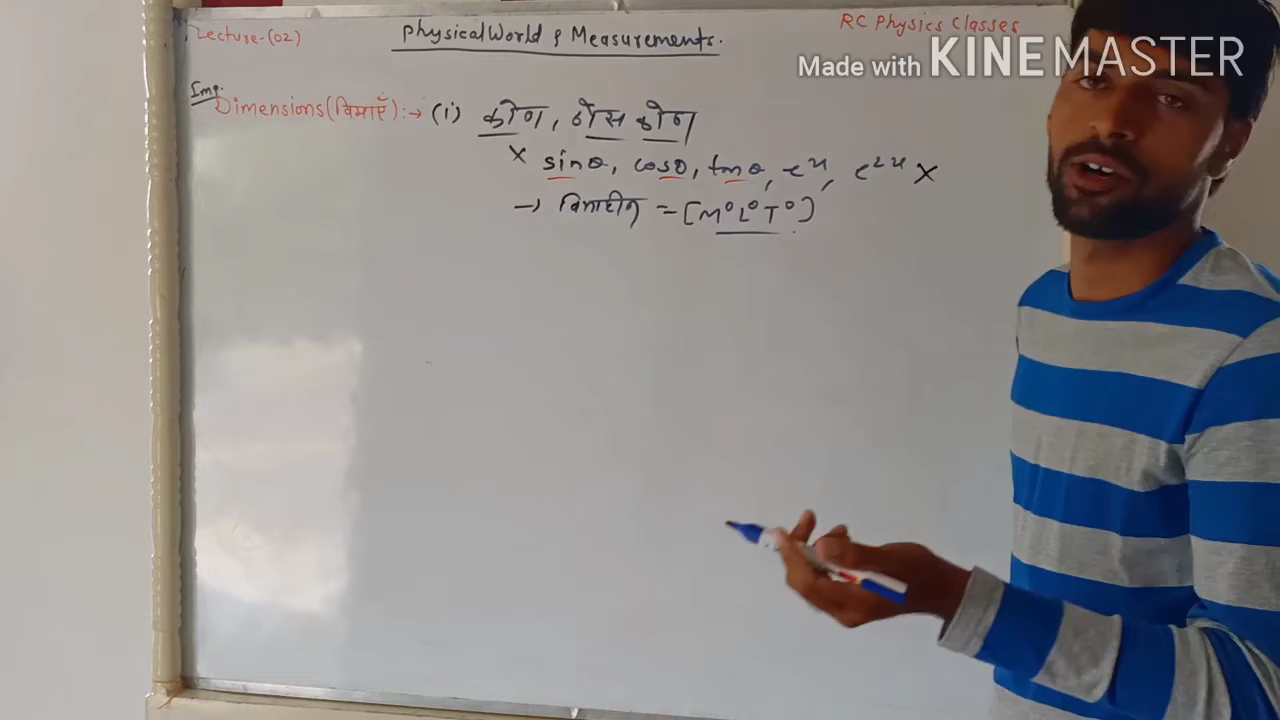 Lecture-(02)
Physical World & Measurements.
RC Physics Classes
Made with KINEMASTER
Imp.
Dimensions(विमाएँ):→ (i) कोण, ठोस कोण
× sinθ, cosθ, tanθ, eˣ, e²ˣ ×
→ विमाहीन = [M⁰L⁰T⁰]